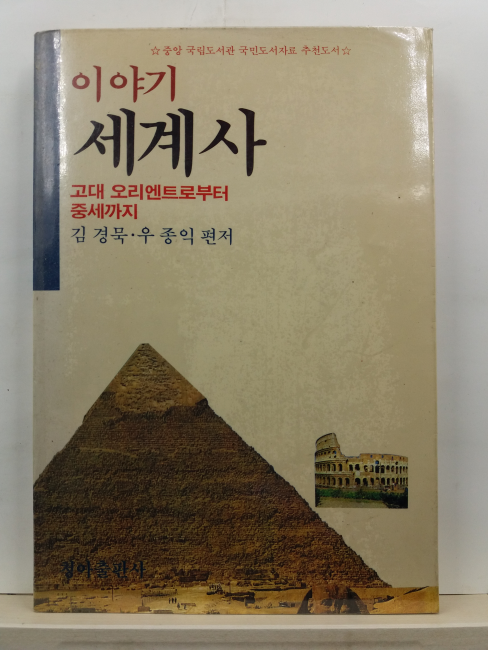 ☆중앙 국립도서관 국민도서자료 추천도서☆
이야기
세계사
고대 오리엔트로부터
중세까지
김 경묵·우 종익 편저
청아출판사